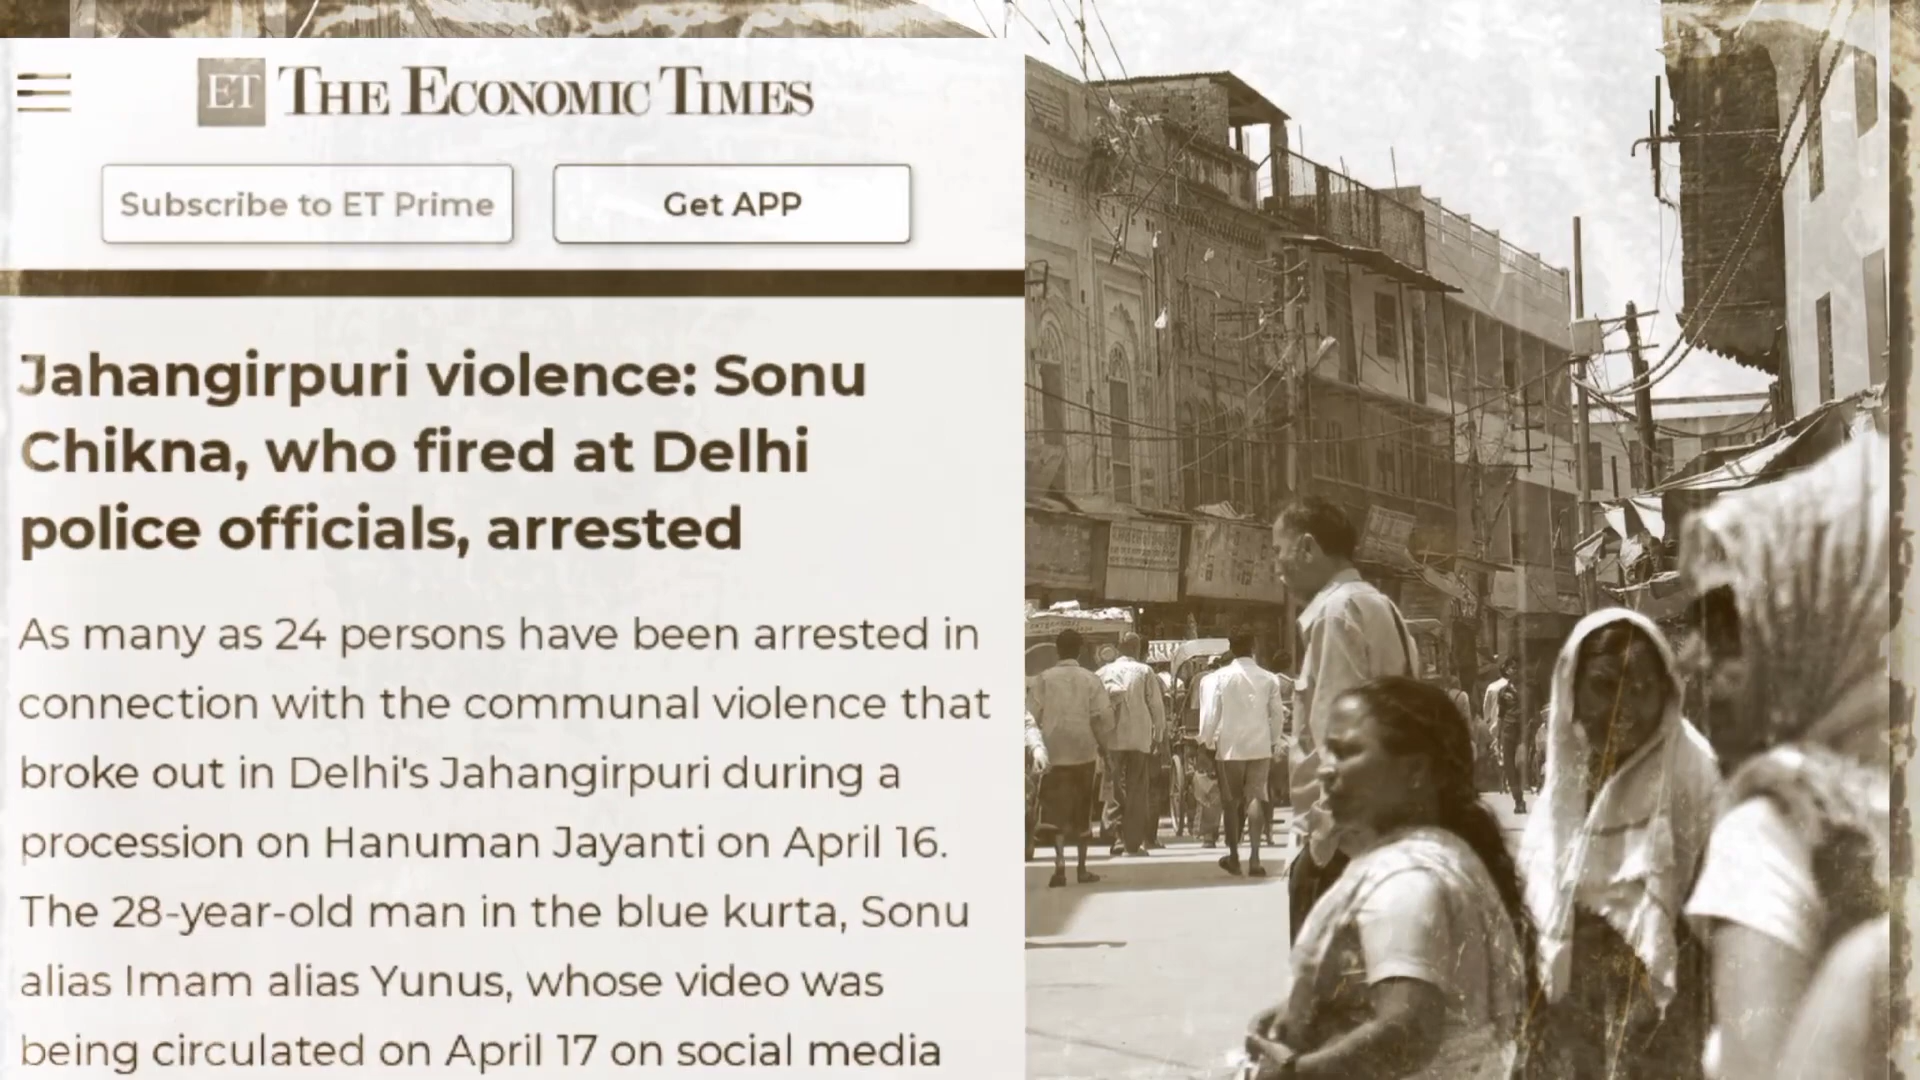 ET THE ECONOMIC TIMES
Subscribe to ET Prime
Get APP
Jahangirpuri violence: Sonu
Chikna, who fired at Delhi
police officials, arrested
As many as 24 persons have been arrested in
connection with the communal violence that
broke out in Delhi's Jahangirpuri during a
procession on Hanuman Jayanti on April 16.
The 28-year-old man in the blue kurta, Sonu
alias Imam alias Yunus, whose video was
being circulated on April 17 on social media